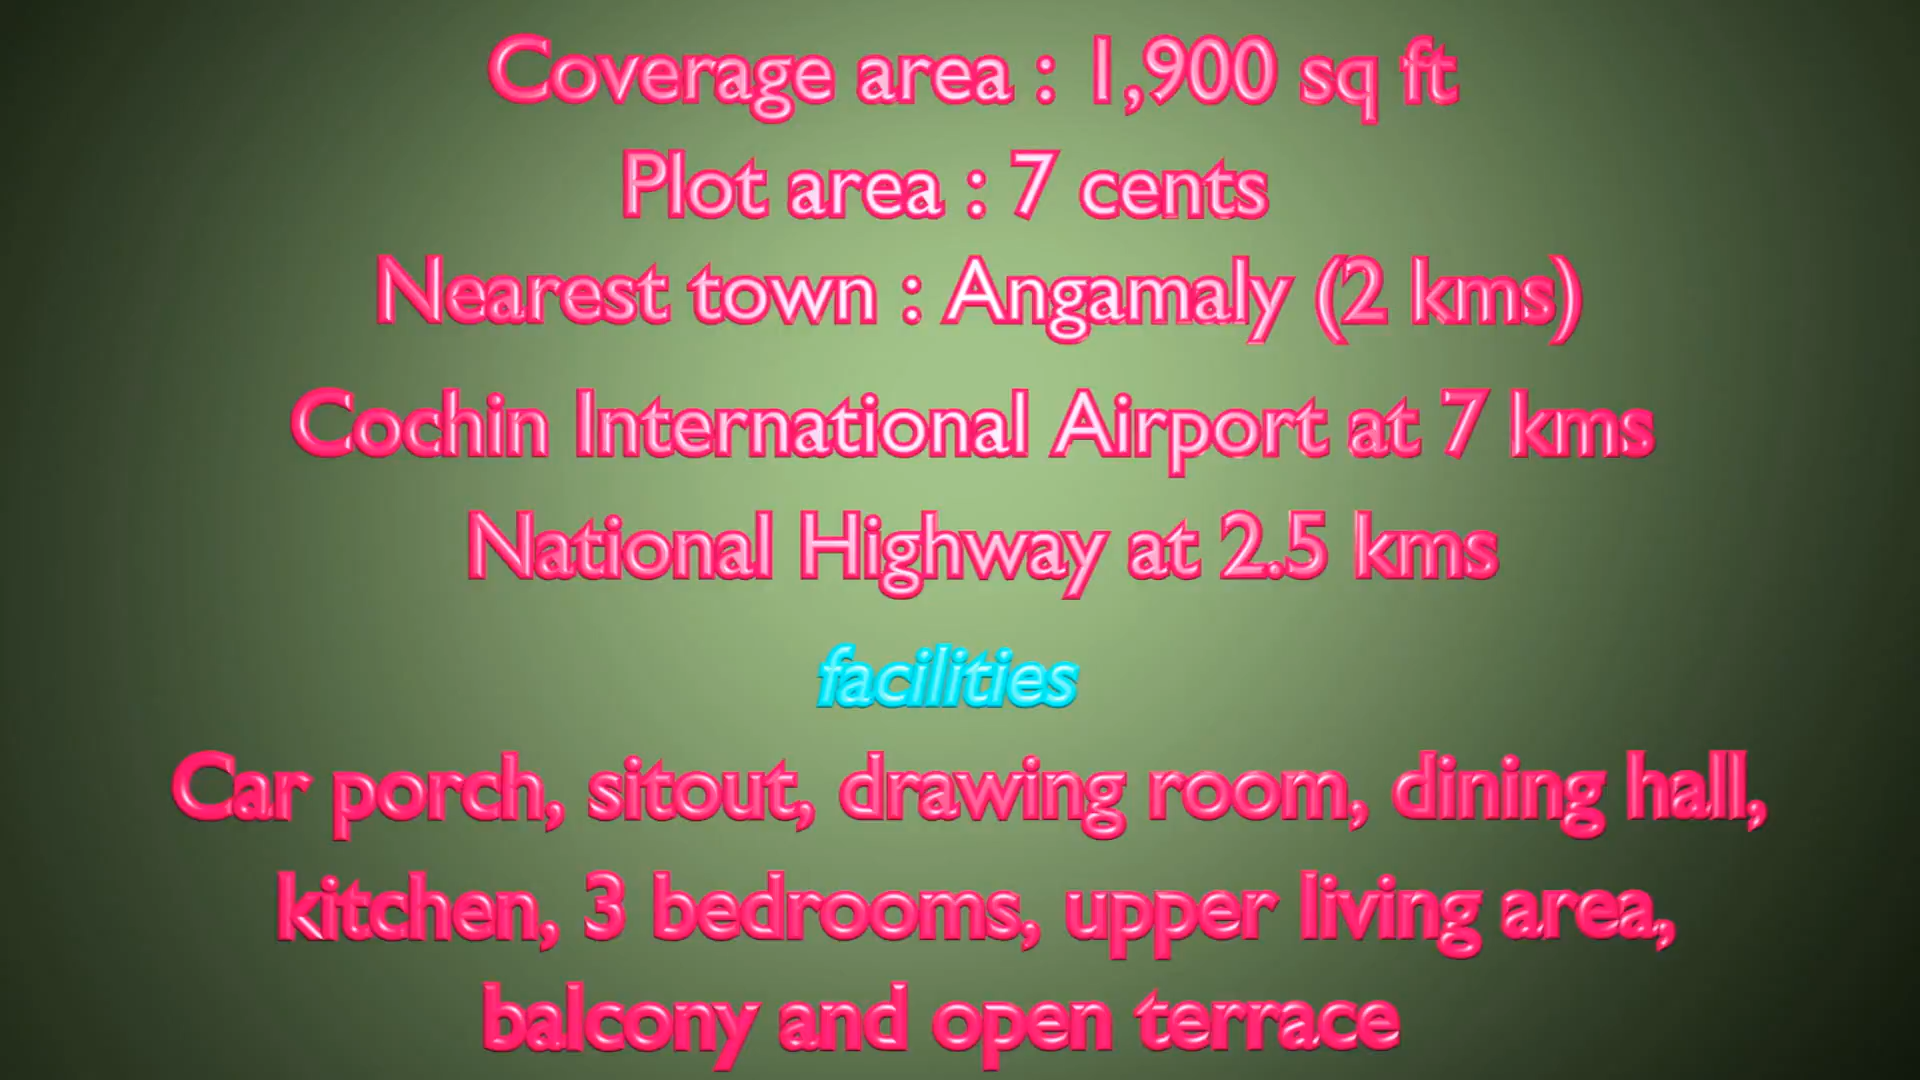 Coverage area : 1,900 sq ft
Plot area : 7 cents
Nearest town : Angamaly (2 kms)
Cochin International Airport at 7 kms
National Highway at 2.5 kms
facilities
Car porch, sitout, drawing room, dining hall,
kitchen, 3 bedrooms, upper living area,
balcony and open terrace